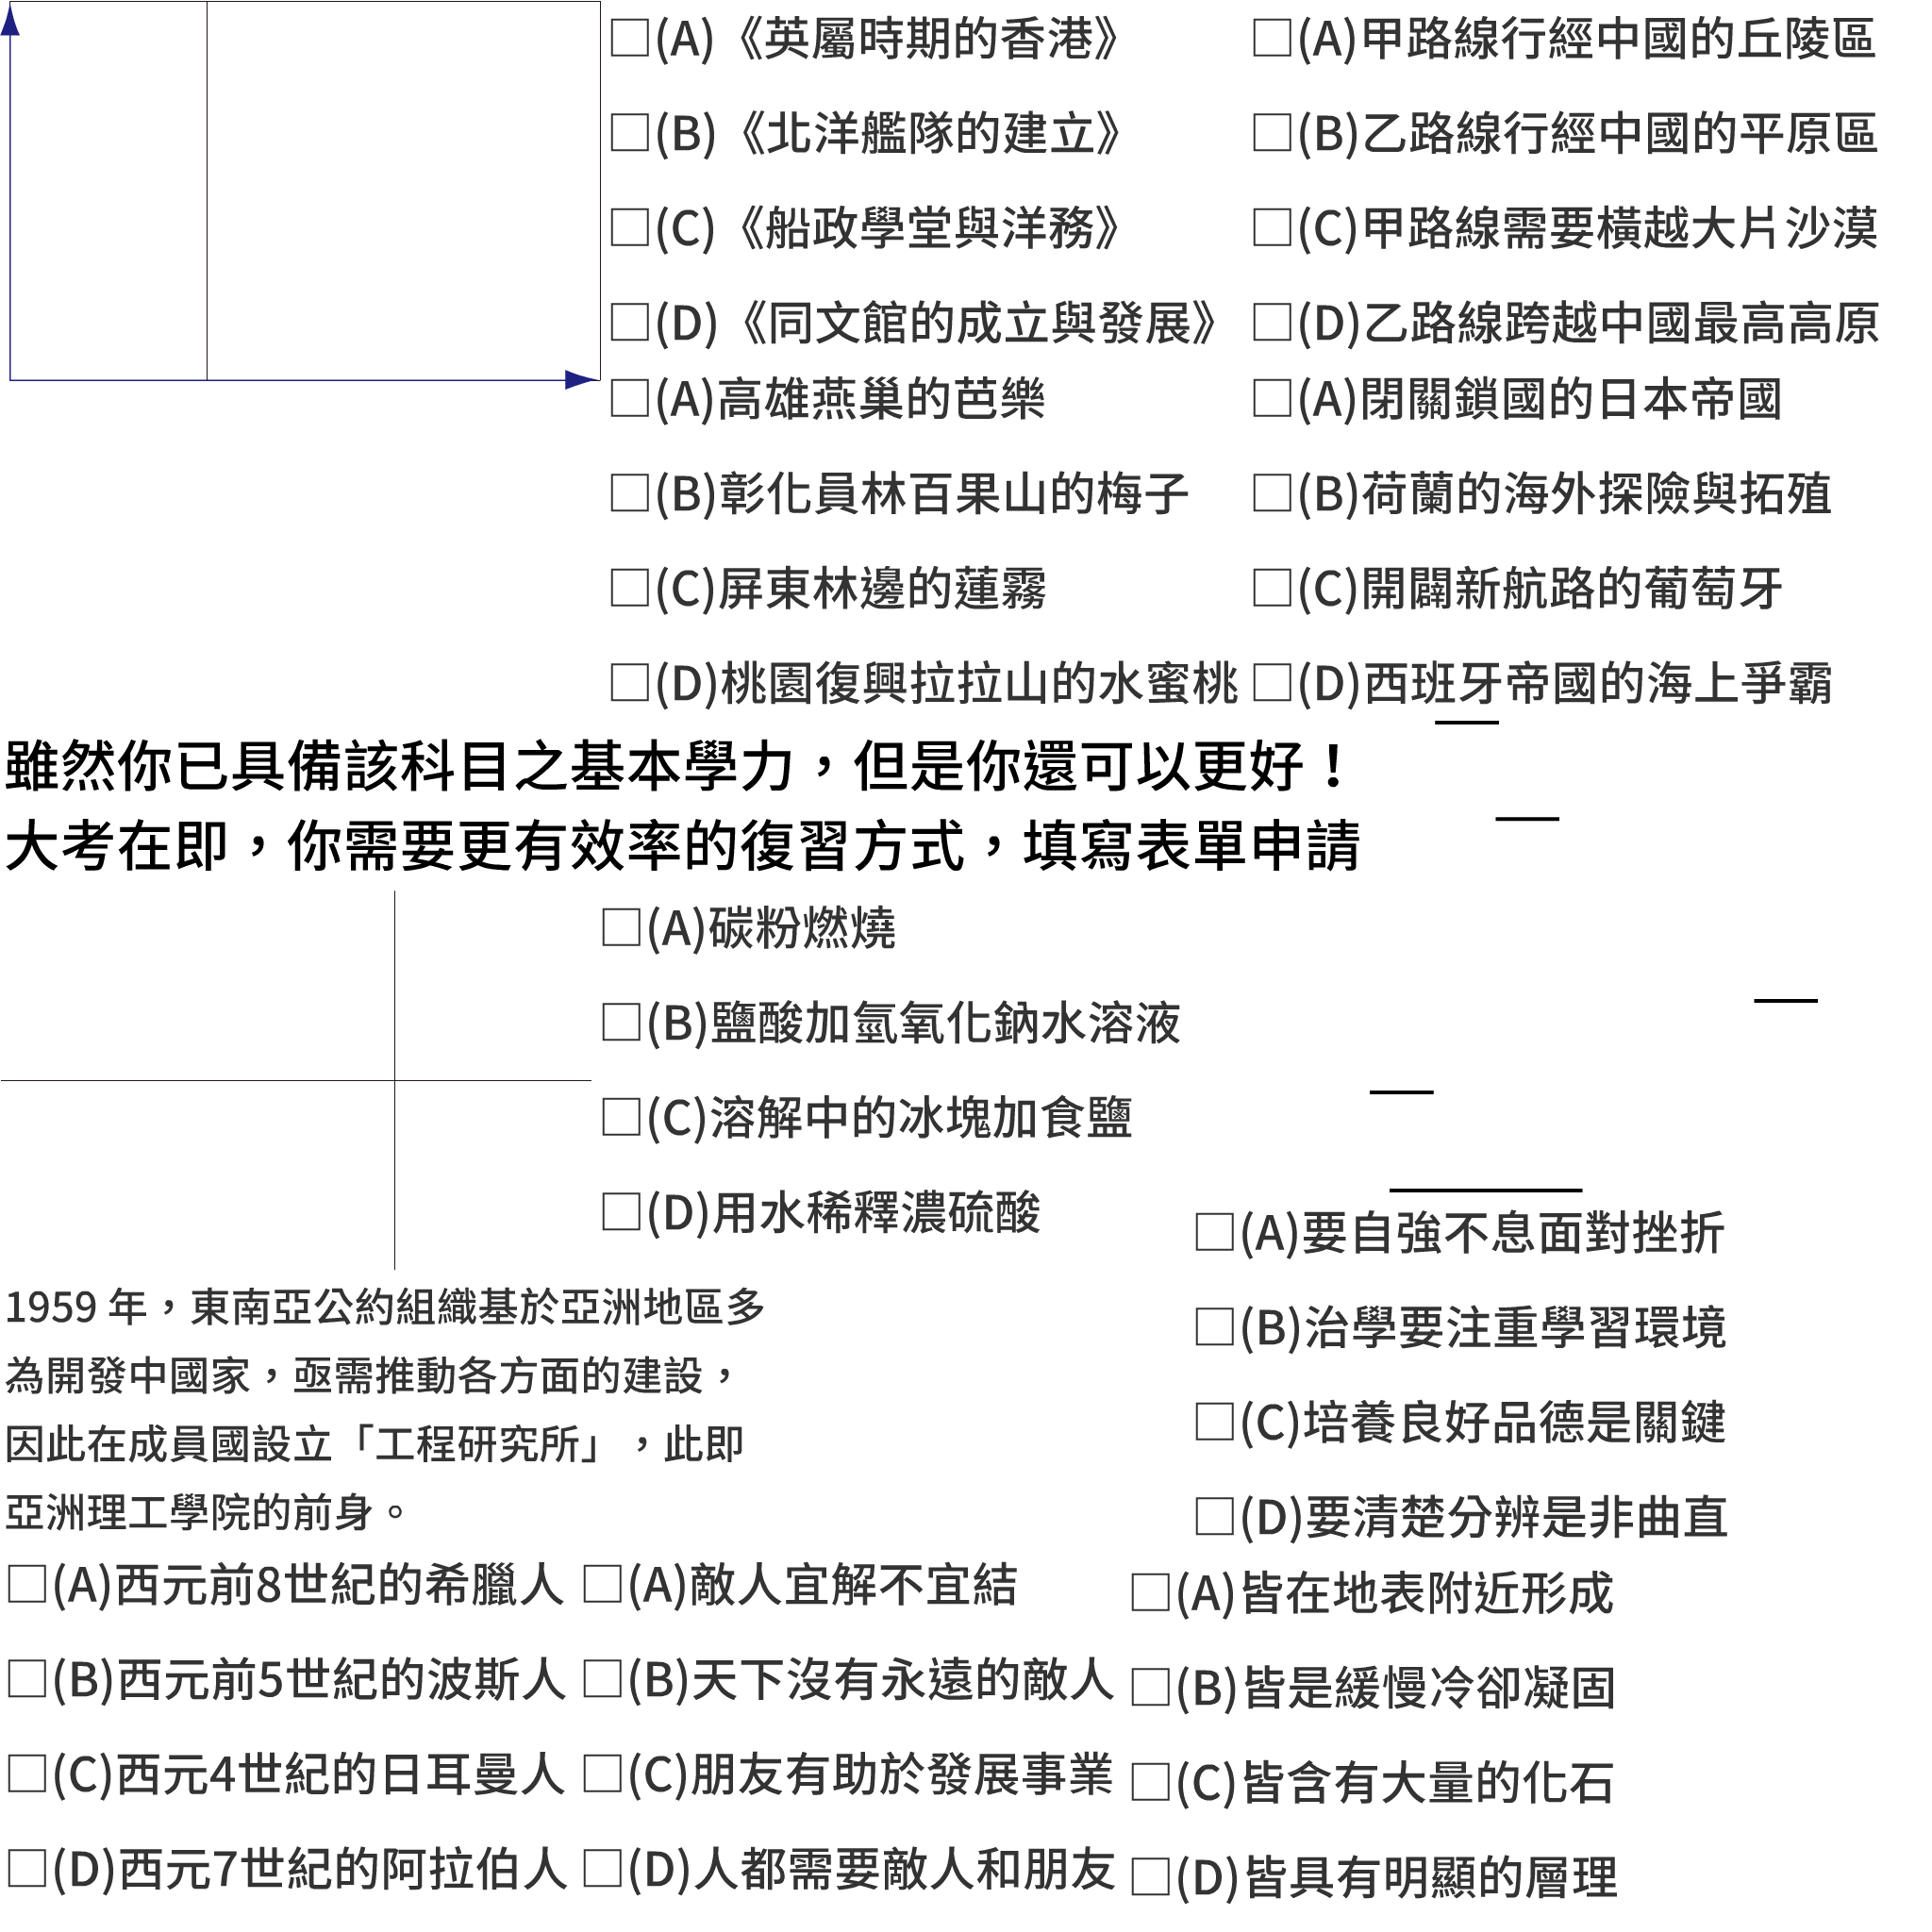 □(A)《英屬時期的香港》
□(B)《北洋艦隊的建立》
□(C)《船政學堂與洋務》
□(D)《同文館的成立與發展》
□(A)甲路線行經中國的丘陵區
□(B)乙路線行經中國的平原區
□(C)甲路線需要橫越大片沙漠
□(D)乙路線跨越中國最高高原
□(A)高雄燕巢的芭樂
□(B)彰化員林百果山的梅子
□(C)屏東林邊的蓮霧
□(D)桃園復興拉拉山的水蜜桃
□(A)閉關鎖國的日本帝國
□(B)荷蘭的海外探險與拓殖
□(C)開闢新航路的葡萄牙
□(D)西班牙帝國的海上爭霸
雖然你已具備該科目之基本學力，但是你還可以更好！
大考在即，你需要更有效率的復習方式，填寫表單申請
□(A)碳粉燃燒
□(B)鹽酸加氫氧化鈉水溶液
□(C)溶解中的冰塊加食鹽
□(D)用水稀釋濃硫酸
□(A)要自強不息面對挫折
□(B)治學要注重學習環境
□(C)培養良好品德是關鍵
□(D)要清楚分辨是非曲直
1959 年，東南亞公約組織基於亞洲地區多
為開發中國家，亟需推動各方面的建設，
因此在成員國設立「工程研究所」，此即
亞洲理工學院的前身。
□(A)西元前8世紀的希臘人
□(B)西元前5世紀的波斯人
□(C)西元4世紀的日耳曼人
□(D)西元7世紀的阿拉伯人
□(A)敵人宜解不宜結
□(B)天下沒有永遠的敵人
□(C)朋友有助於發展事業
□(D)人都需要敵人和朋友
□(A)皆在地表附近形成
□(B)皆是緩慢冷卻凝固
□(C)皆含有大量的化石
□(D)皆具有明顯的層理